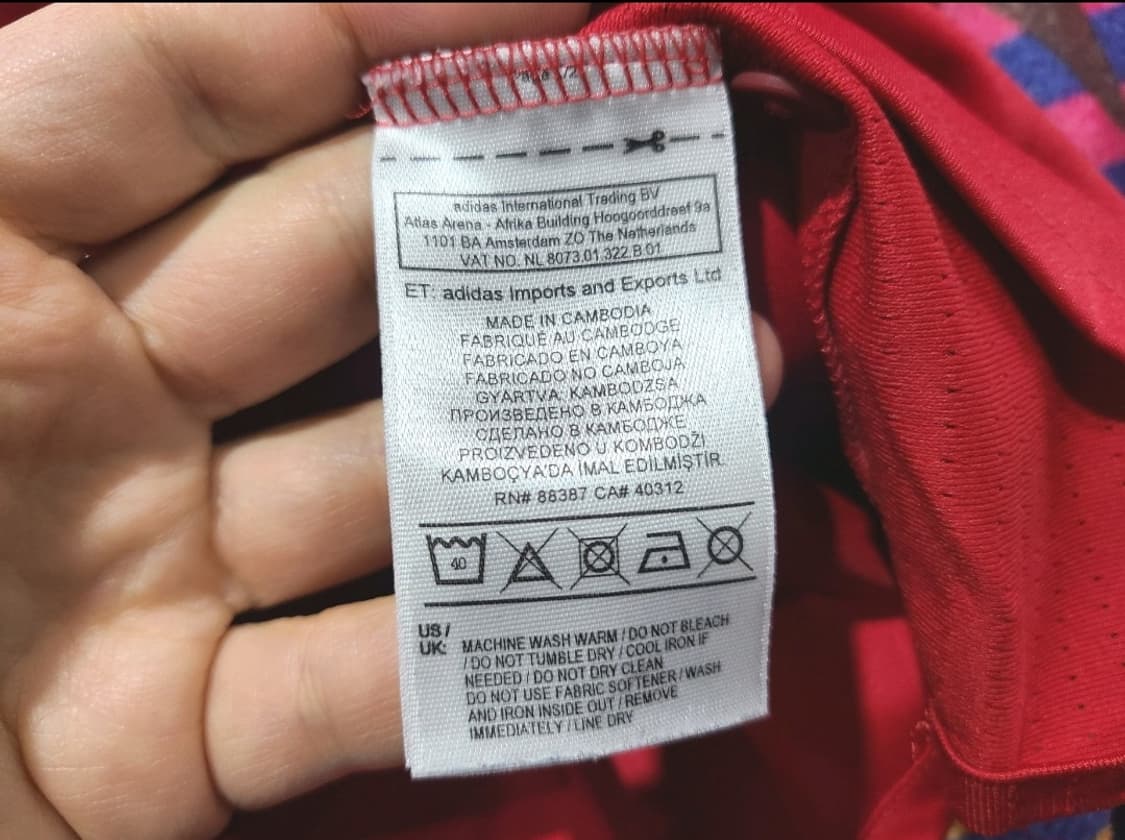 adidas International Trading BV
Atlas Arena - Afrika Building Hoogoorddreef 9a
1101 BA Amsterdam ZO The Netherlands
VAT NO. NL 8073.01.322.B.01
ET: adidas Imports and Exports Ltd
MADE IN CAMBODIA
FABRIQUE AU CAMBODGE
FABRICADO EN CAMBOYA
FABRICADO NO CAMBOJA
GYÁRTVA: KAMBODZSA
ПРОИЗВЕДЕНО В КАМБОДЖА
СДЕЛАНО В КАМБОДЖЕ
PROIZVEDENO U KOMBODŽI
KAMBOÇYA'DA İMAL EDİLMİŞTİR.
RN# 88387 CA# 40312
40
US / UK: MACHINE WASH WARM / DO NOT BLEACH
/ DO NOT TUMBLE DRY / COOL IRON IF
NEEDED / DO NOT DRY CLEAN
DO NOT USE FABRIC SOFTENER / WASH
AND IRON INSIDE OUT / REMOVE
IMMEDIATELY / LINE DRY